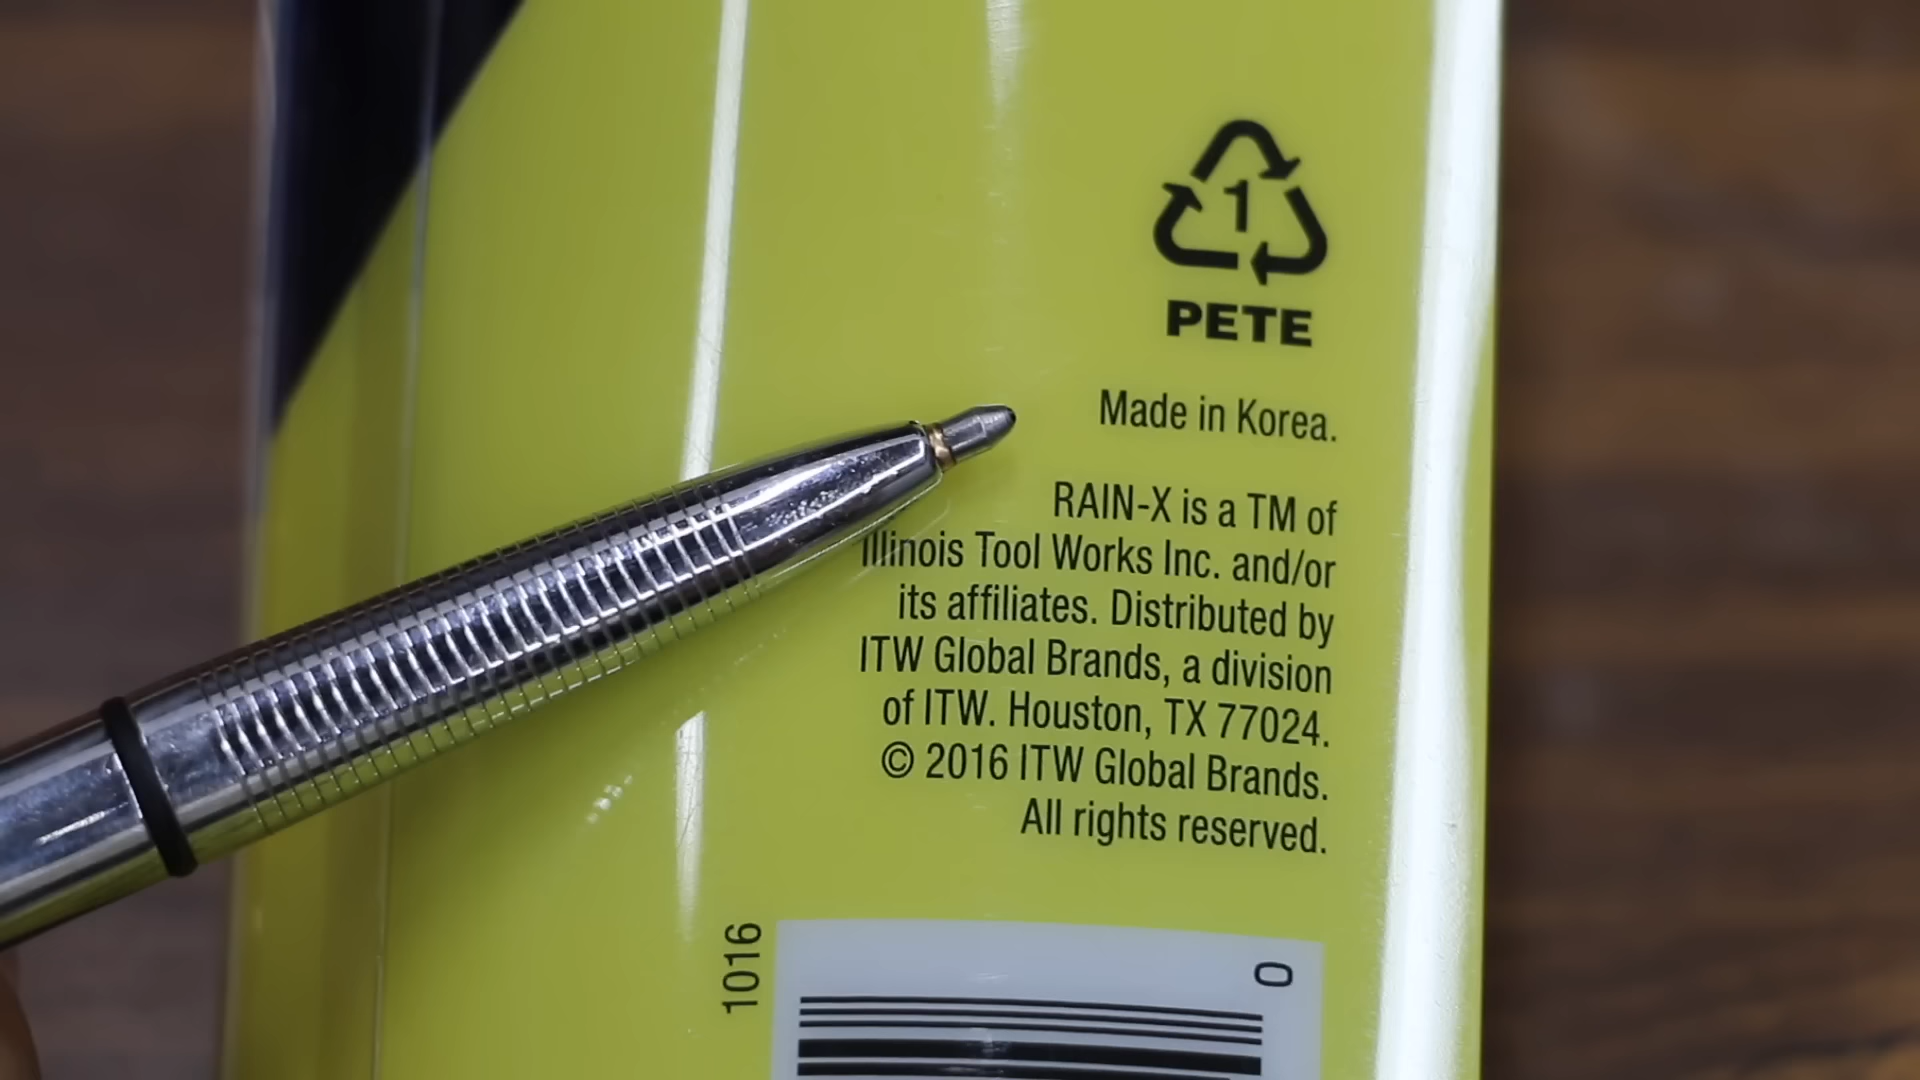 1
PETE
Made in Korea.
RAIN-X is a TM of
Illinois Tool Works Inc. and/or
its affiliates. Distributed by
ITW Global Brands, a division
of ITW. Houston, TX 77024.
© 2016 ITW Global Brands.
All rights reserved.
1016
0